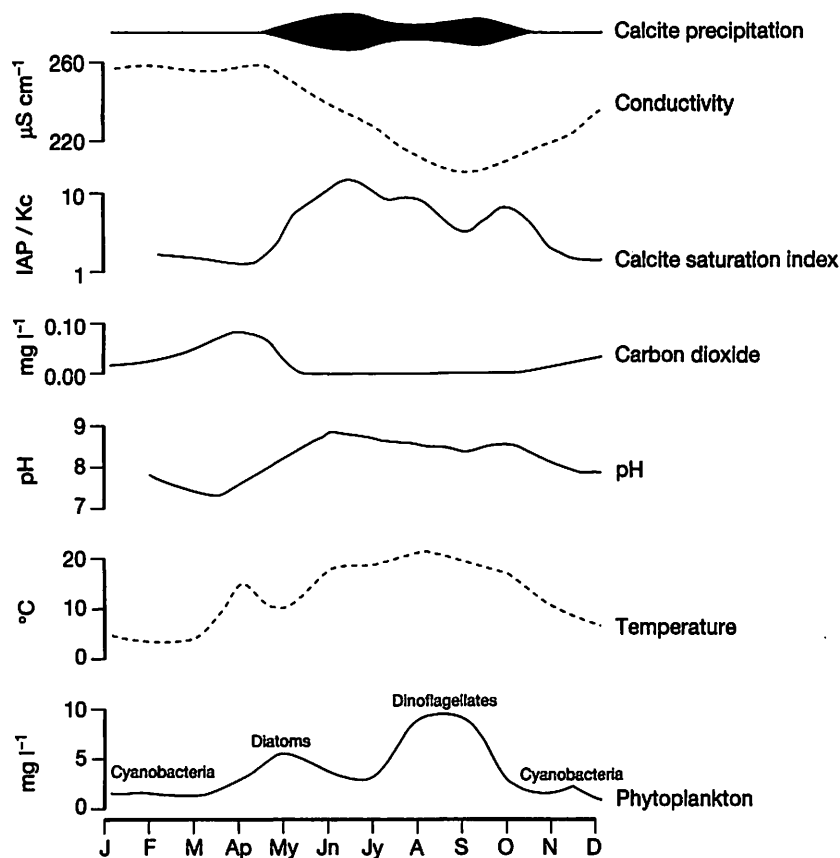 Calcite precipitation
260
220
µS cm⁻¹
Conductivity
10
1
IAP / Kc
Calcite saturation index
0.10
0.00
mg l⁻¹
Carbon dioxide
9
8
7
pH
pH
20
10
0
°C
Temperature
10
5
0
mg l⁻¹
Cyanobacteria
Diatoms
Dinoflagellates
Cyanobacteria
Phytoplankton
J F M Ap My Jn Jy A S O N D